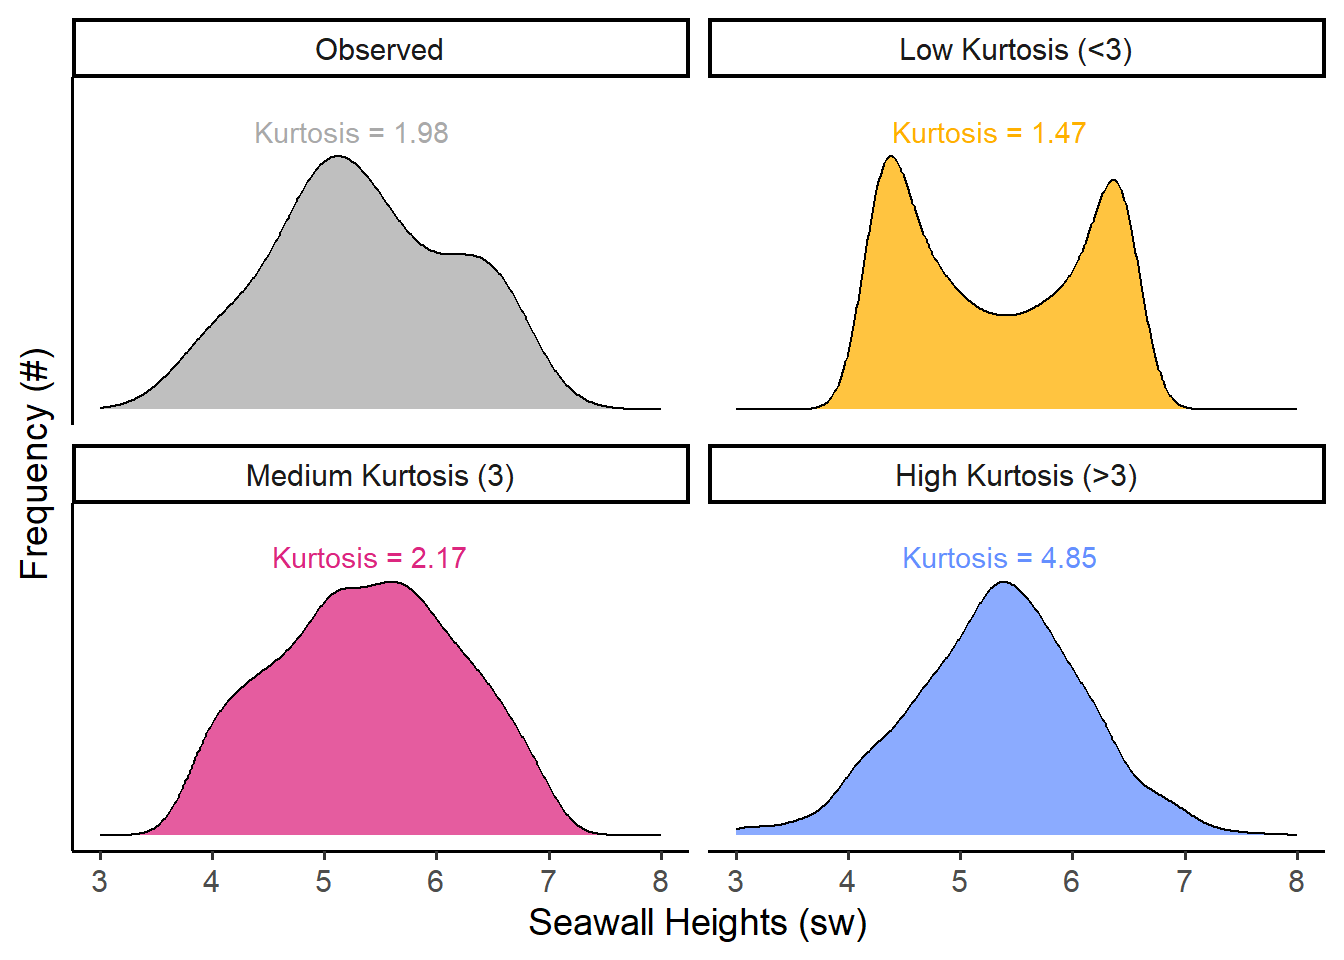 Observed
Low Kurtosis (<3)
Kurtosis = 1.98
Kurtosis = 1.47
Medium Kurtosis (3)
High Kurtosis (>3)
Kurtosis = 2.17
Kurtosis = 4.85
Frequency (#)
3 4 5 6 7 8
3 4 5 6 7 8
Seawall Heights (sw)